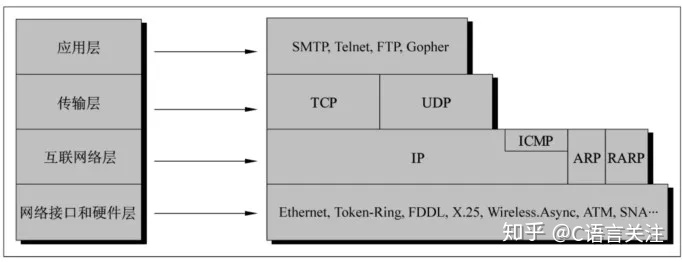 应用层
SMTP, Telnet, FTP, Gopher
传输层
TCP
UDP
互联网络层
IP
ICMP
ARP
RARP
网络接口和硬件层
Ethernet, Token-Ring, FDDL, X.25, Wireless.Async, ATM, SNA…
知乎 @C语言关注